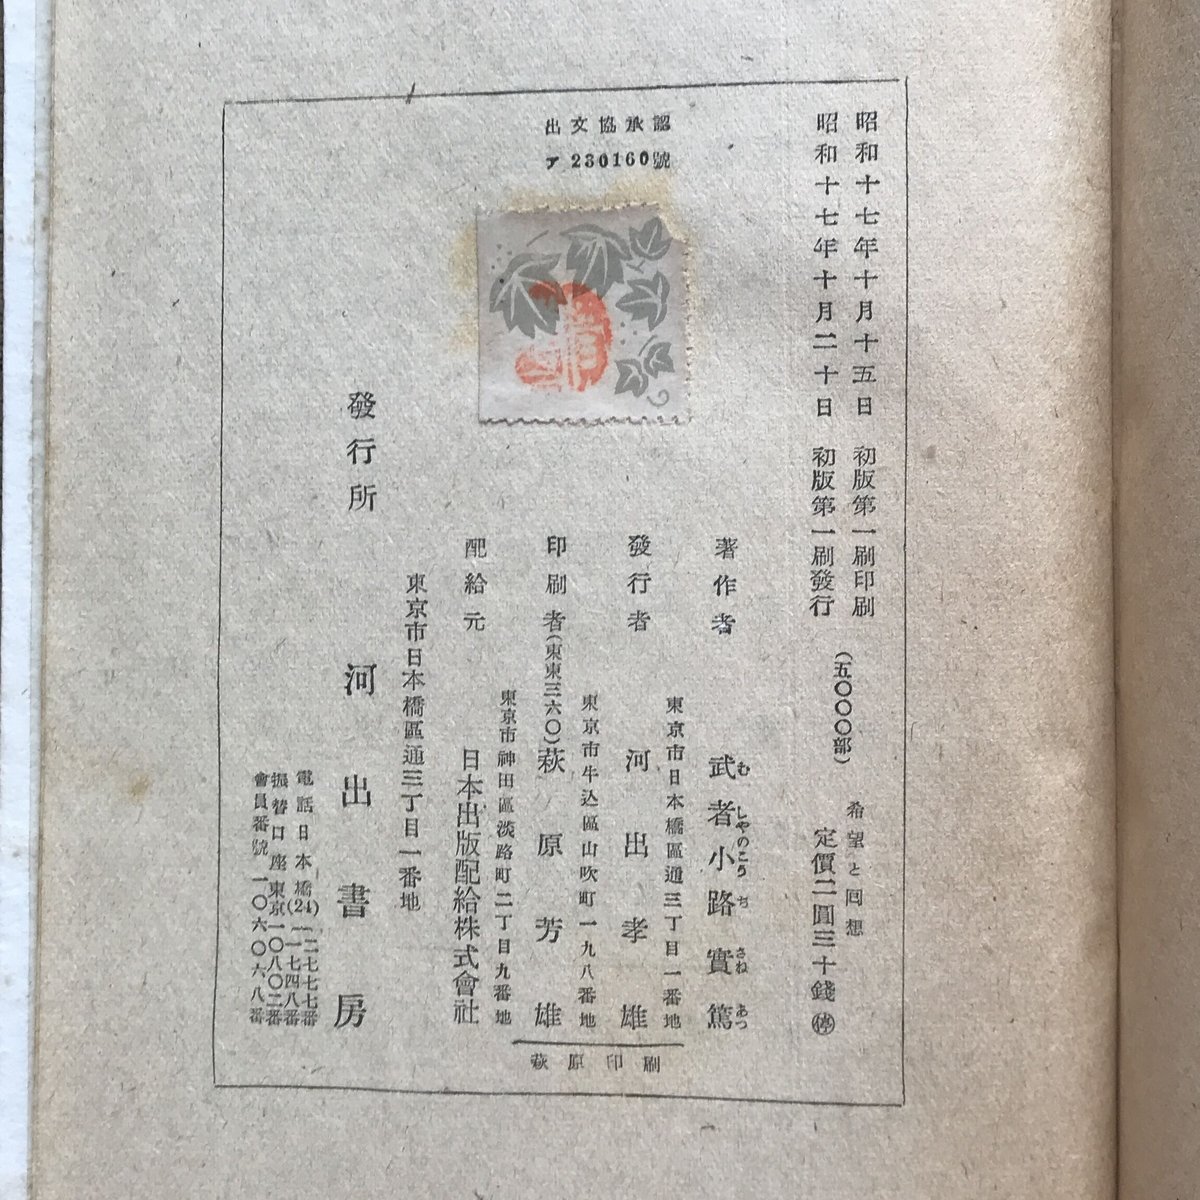 昭和十七年十月十五日 初版第一刷印刷
昭和十七年十月二十日 初版第一刷發行
(五〇〇〇部)
希望と囘想
定價二圓三十錢 ㊡
出文協承認
ア230160號
著作者 武者小路實篤
むしやのこうぢさねあつ
東京市日本橋區通三丁目一番地
發行者 河出孝雄
東京市牛込區山吹町一九八番地
印刷者(東東三六〇)萩原芳雄
萩原印刷
東京市神田區淡路町二丁目九番地
配給元 日本出版配給株式會社
東京市日本橋區通三丁目一番地
發行所 河出書房
電話日本橋(24)一二七七七番
一七四八番
振替口座東京一〇八〇二番
會員番號一〇六〇六八番